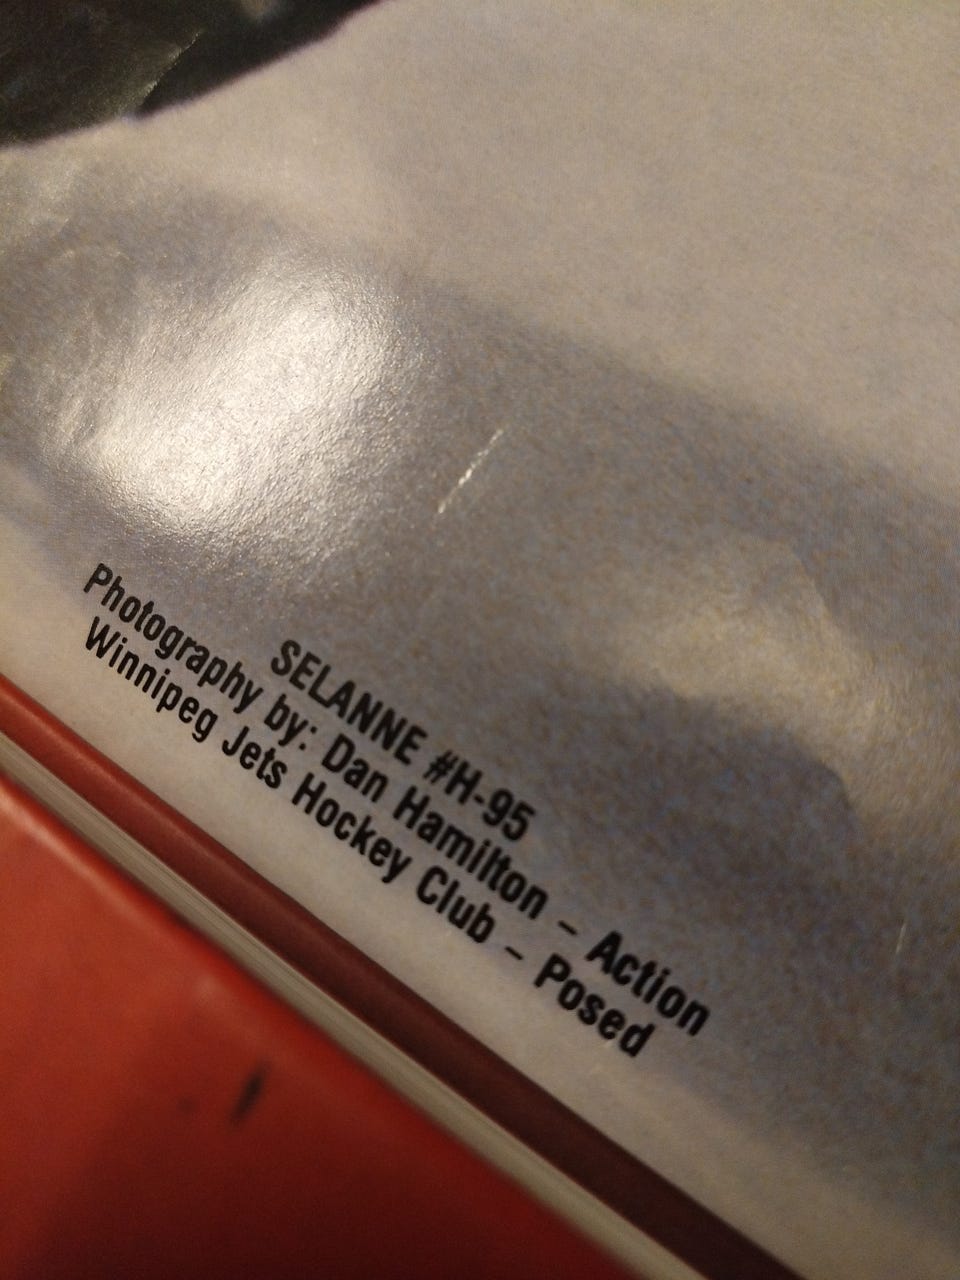 SELANNE #H-95
Photography by: Dan Hamilton – Action
Winnipeg Jets Hockey Club – Posed